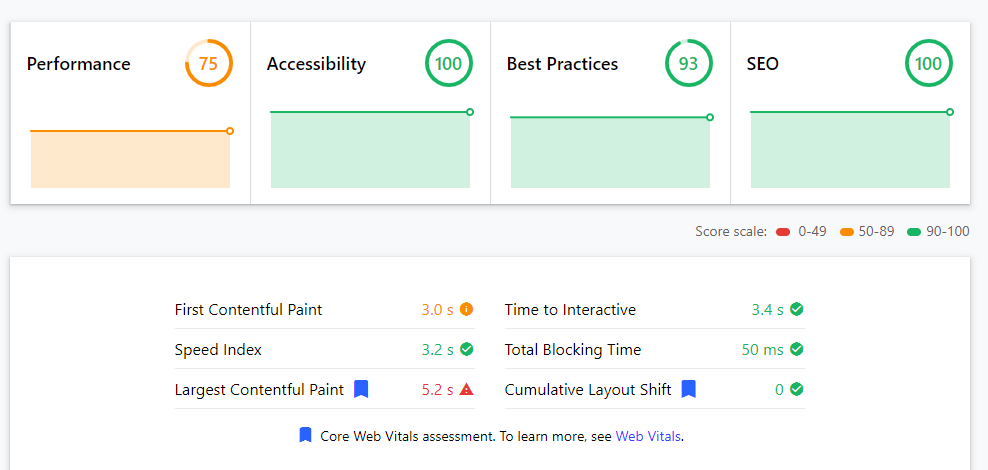 Performance 75 Accessibility 100 Best Practices 93 SEO 100
Score scale: 0-49 50-89 90-100
First Contentful Paint 3.0 s Time to Interactive 3.4 s
Speed Index 3.2 s Total Blocking Time 50 ms
Largest Contentful Paint 5.2 s Cumulative Layout Shift 0
Core Web Vitals assessment. To learn more, see Web Vitals.